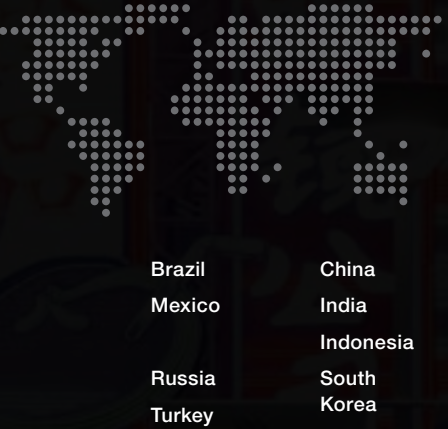 Brazil
Mexico
Russia
Turkey
China
India
Indonesia
South
Korea